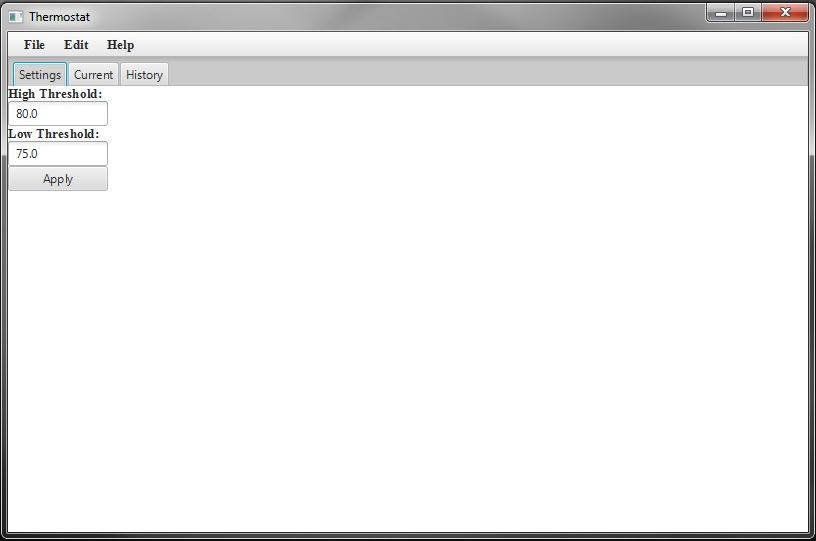 Thermostat
File Edit Help
Settings Current History
High Threshold:
80.0
Low Threshold:
75.0
Apply